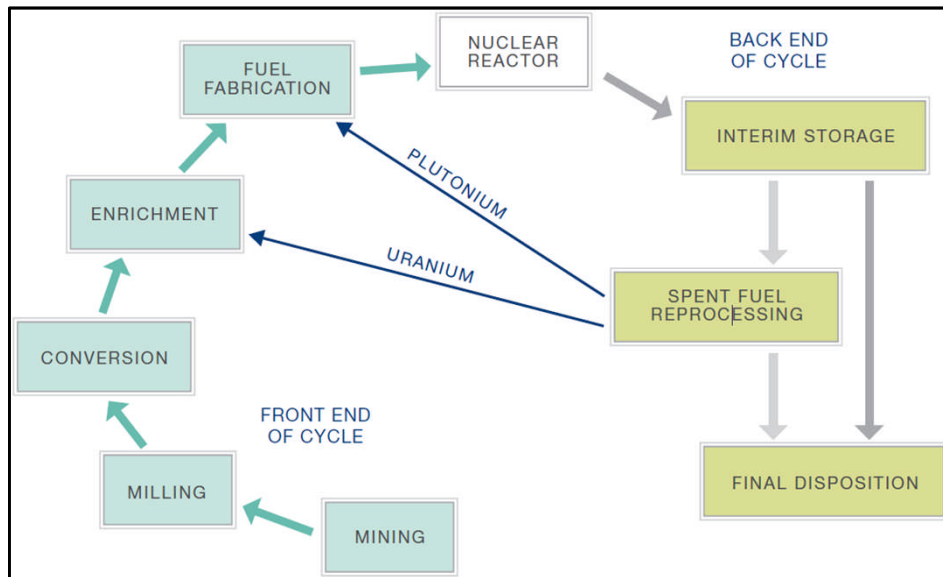 NUCLEAR
REACTOR
BACK END
OF CYCLE
FUEL
FABRICATION
INTERIM STORAGE
PLUTONIUM
ENRICHMENT
URANIUM
SPENT FUEL
REPROCESSING
CONVERSION
FRONT END
OF CYCLE
MILLING
FINAL DISPOSITION
MINING